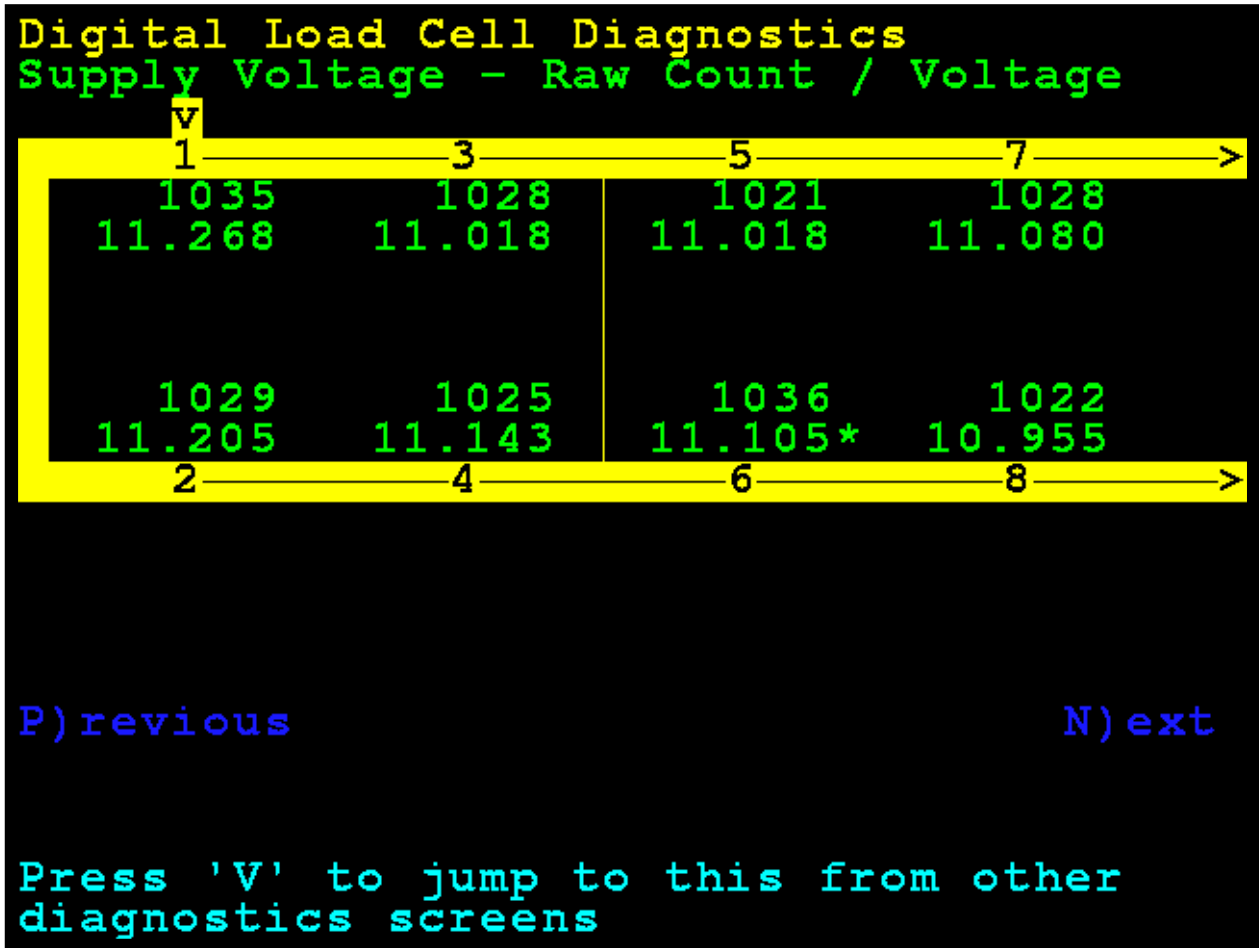 Digital Load Cell Diagnostics
Supply Voltage - Raw Count / Voltage
v
1 3 5 7 >
1035 1028 1021 1028
11.268 11.018 11.018 11.080
1029 1025 1036 1022
11.205 11.143 11.105* 10.955
2 4 6 8 >
P)revious N)ext
Press 'V' to jump to this from other
diagnostics screens